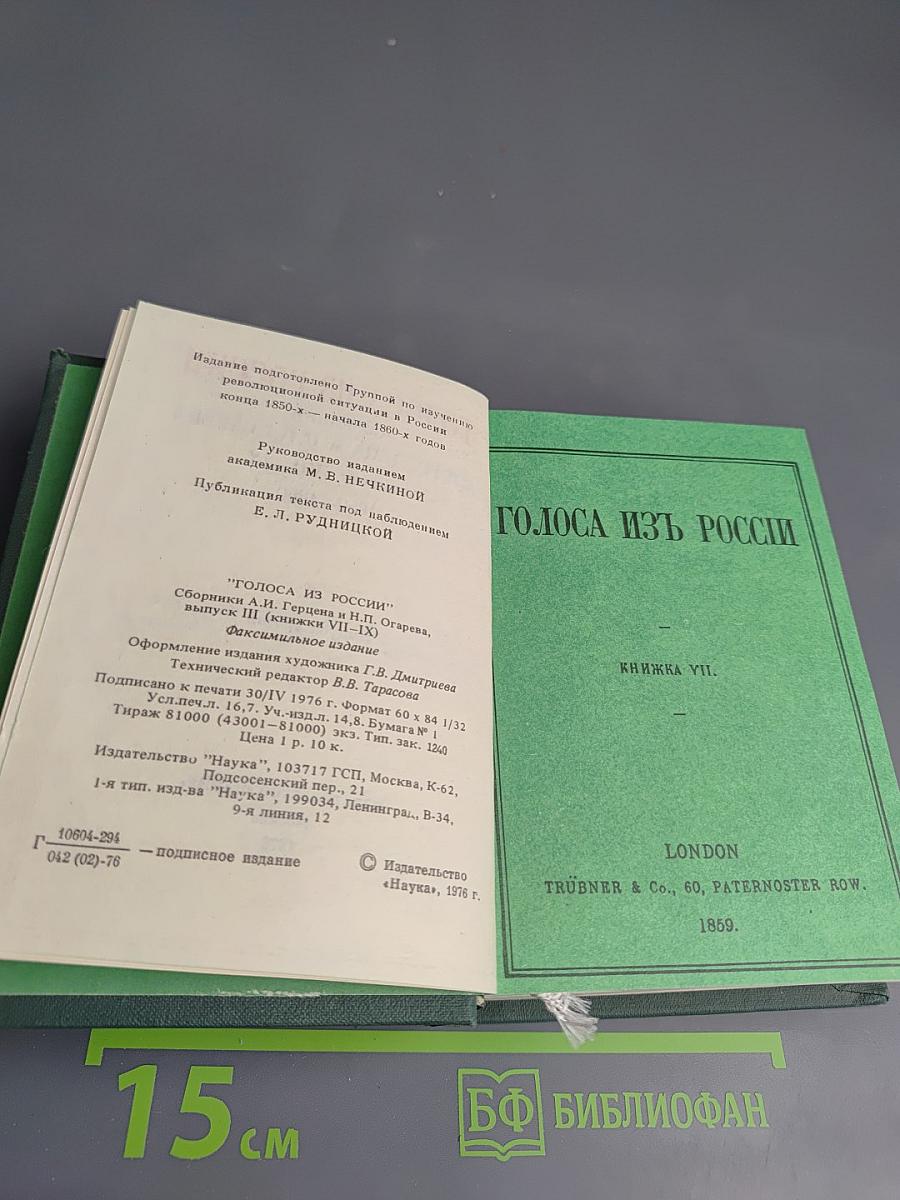 Издание подготовлено Группой по изучению
революционной ситуации в России
конца 1850-х — начала 1860-х годов
Руководство изданием
академика М. В. НЕЧКИНОЙ
Публикация текста под наблюдением
Е. Л. РУДНИЦКОЙ
"ГОЛОСА ИЗ РОССИИ"
Сборники А.И. Герцена и Н.П. Огарева,
выпуск III (книжки VII–IX)
Факсимильное издание
Оформление издания художника Г.В. Дмитриева
Технический редактор В.В. Тарасова
Подписано к печати 30/IV 1976 г. Формат 60 х 84 1/32
Усл.печ.л. 16,7. Уч.-изд.л. 14,8. Бумага № 1
Тираж 81000 (43001–81000) экз. Тип. зак. 1240
Цена 1 р. 10 к.
Издательство "Наука", 103717 ГСП, Москва, К-62,
Подсосенский пер., 21
1-я тип. изд-ва "Наука", 199034, Ленинград, В-34,
9-я линия, 12
Г 10604-294
042 (02)-76 — подписное издание
© Издательство
«Наука», 1976 г.
ГОЛОСА ИЗЪ РОССІИ
–
КНИЖКА VII.
–
LONDON
TRÜBNER & Co., 60, PATERNOSTER ROW.
1859.
15 см
БФ БИБЛИОФАН